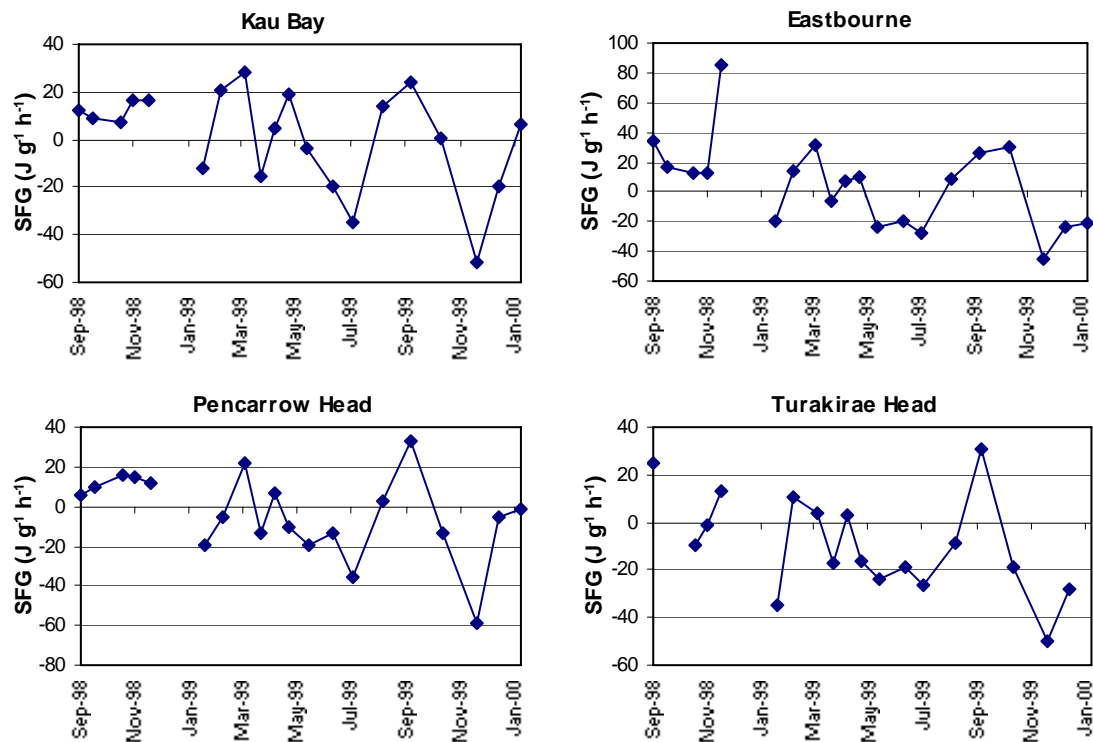 Kau Bay
SFG (J g⁻¹ h⁻¹)
40
20
0
-20
-40
-60
Sep-98
Nov-98
Jan-99
Mar-99
May-99
Jul-99
Sep-99
Nov-99
Jan-00
Eastbourne
SFG (J g⁻¹ h⁻¹)
100
80
60
40
20
0
-20
-40
-60
Sep-98
Nov-98
Jan-99
Mar-99
May-99
Jul-99
Sep-99
Nov-99
Jan-00
Pencarrow Head
SFG (J g⁻¹ h⁻¹)
40
20
0
-20
-40
-60
-80
Sep-98
Nov-98
Jan-99
Mar-99
May-99
Jul-99
Sep-99
Nov-99
Jan-00
Turakirae Head
SFG (J g⁻¹ h⁻¹)
40
20
0
-20
-40
-60
Sep-98
Nov-98
Jan-99
Mar-99
May-99
Jul-99
Sep-99
Nov-99
Jan-00